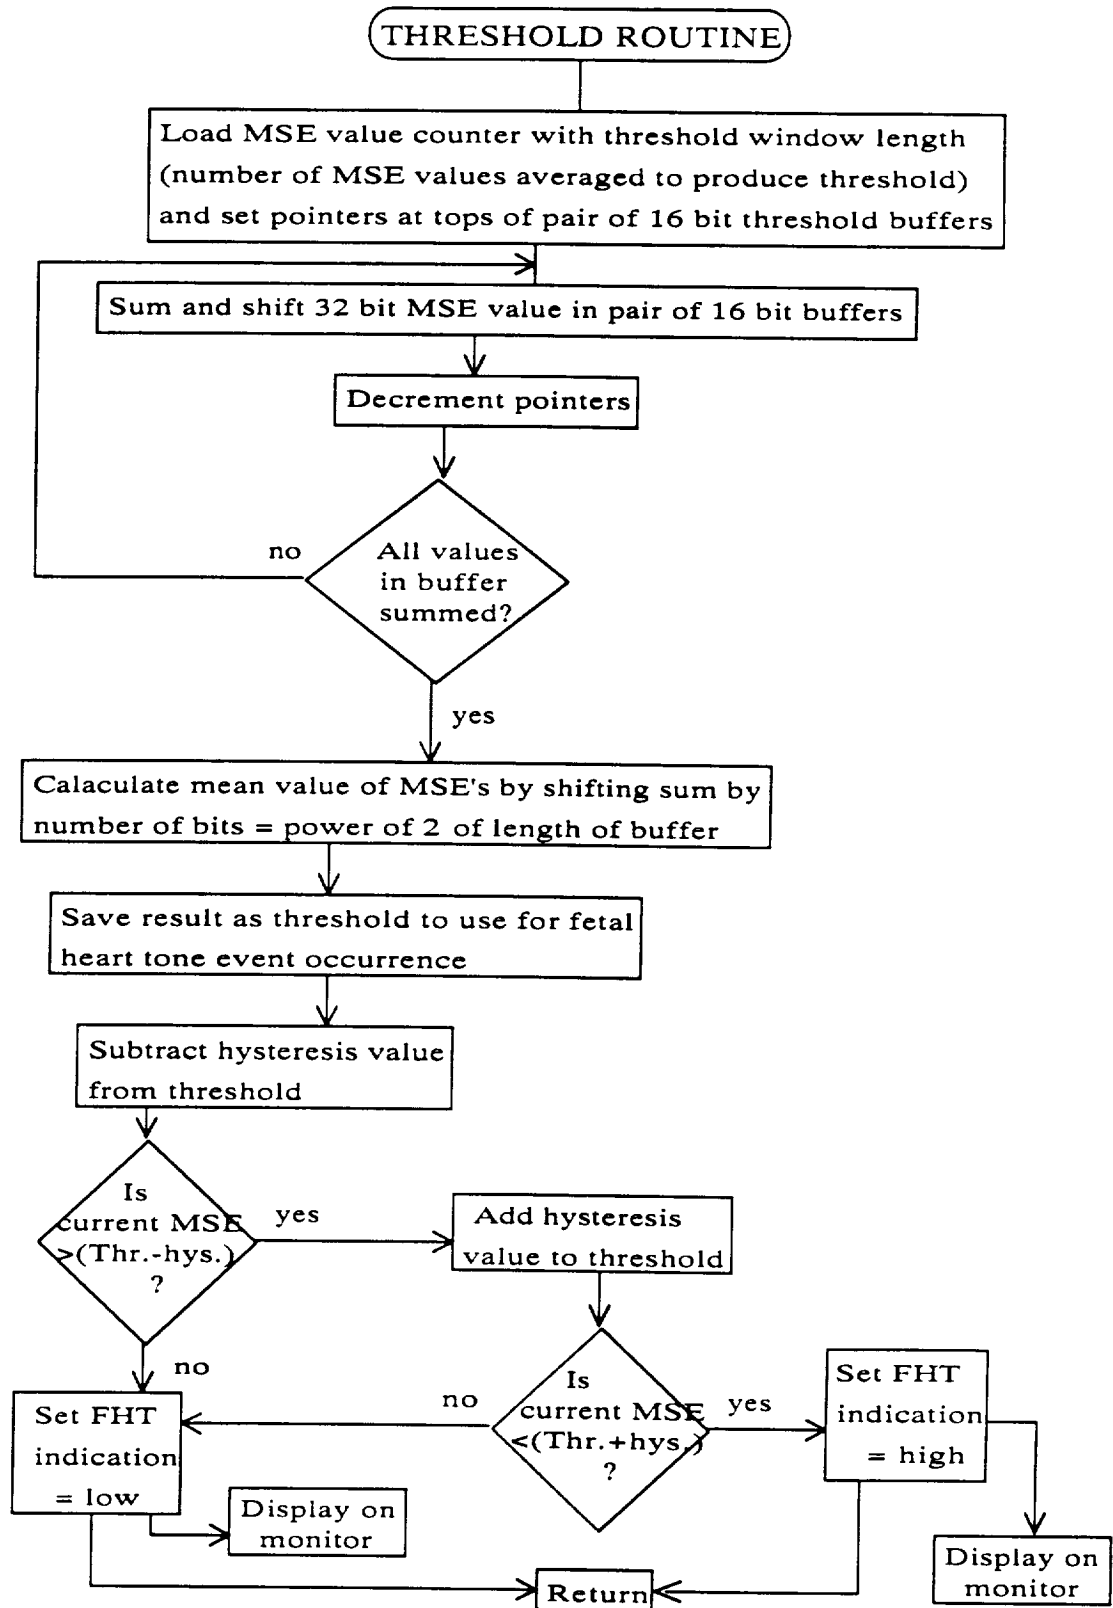 THRESHOLD ROUTINE
Load MSE value counter with threshold window length
(number of MSE values averaged to produce threshold)
and set pointers at tops of pair of 16 bit threshold buffers
Sum and shift 32 bit MSE value in pair of 16 bit buffers
Decrement pointers
no
All values
in buffer
summed?
yes
Calaculate mean value of MSE's by shifting sum by
number of bits = power of 2 of length of buffer
Save result as threshold to use for fetal
heart tone event occurrence
Subtract hysteresis value
from threshold
Is
current MSE
>(Thr.-hys.)
?
yes
Add hysteresis
value to threshold
no
Is
current MSE
<(Thr.+hys.)
?
no
yes
Set FHT
indication
= high
Set FHT
indication
= low
Display on
monitor
Display on
monitor
Return